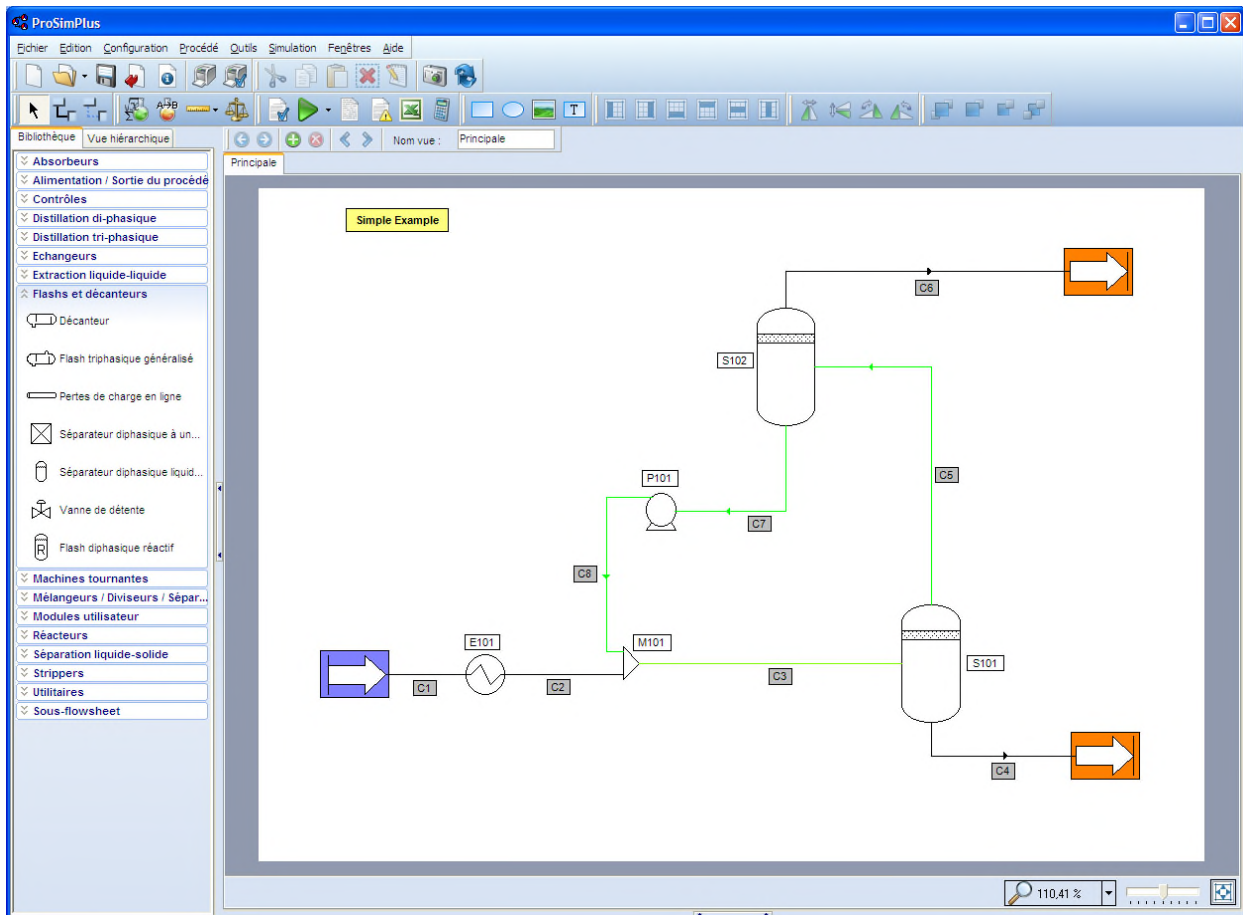 ProSimPlus
Fichier Edition Configuration Procédé Outils Simulation Fenêtres Aide
A+B
T
Bibliothèque Vue hiérarchique
Nom vue : Principale
Principale
Absorbeurs
Alimentation / Sortie du procédé
Contrôles
Distillation di-phasique
Distillation tri-phasique
Echangeurs
Extraction liquide-liquide
Flashs et décanteurs
Décanteur
Flash triphasique généralisé
Pertes de charge en ligne
Séparateur diphasique à un...
Séparateur diphasique liquid...
Vanne de détente
R
Flash diphasique réactif
Machines tournantes
Mélangeurs / Diviseurs / Sépar...
Modules utilisateur
Réacteurs
Séparation liquide-solide
Strippers
Utilitaires
Sous-flowsheet
Simple Example
C6
S102
C5
P101
C7
C8
E101
M101
S101
C1
C2
C3
C4
110,41 %